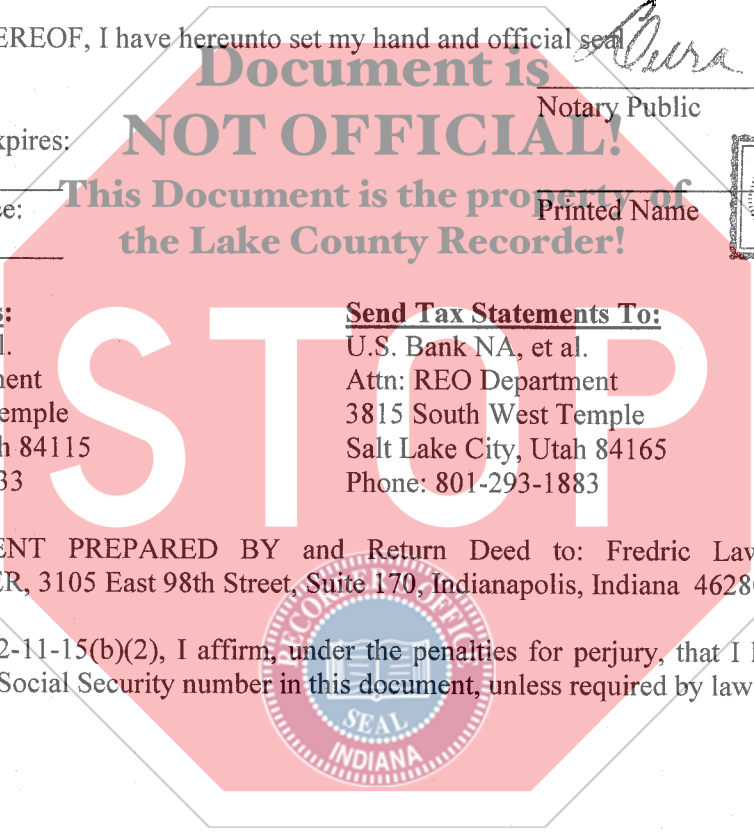 EREOF, I have hereunto set my hand and official seal
Document is
Notary Public
NOT OFFICIAL!
xpires:
This Document is the property of
ce:
Printed Name
the Lake County Recorder!
s:
Send Tax Statements To:
l.
U.S. Bank NA, et al.
ment
Attn: REO Department
emple
3815 South West Temple
h 84115
Salt Lake City, Utah 84165
33
Phone: 801-293-1883
STOP
ENT PREPARED BY and Return Deed to: Fredric Law
ER, 3105 East 98th Street, Suite 170, Indianapolis, Indiana 4628
2-11-15(b)(2), I affirm, under the penalties for perjury, that I
Social Security number in this document, unless required by law
RECORDER'S OFFICE
SEAL
INDIANA